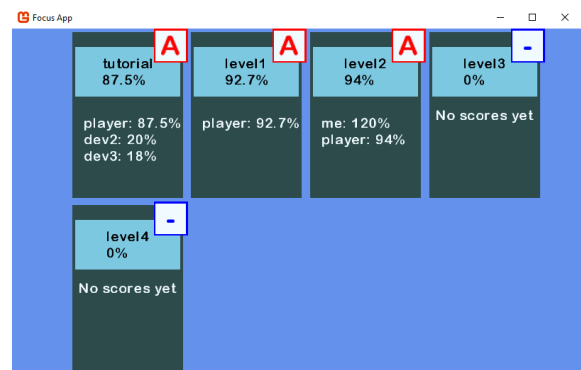 Focus App
A
tutorial
87.5%
player: 87.5%
dev2: 20%
dev3: 18%
A
level1
92.7%
player: 92.7%
A
level2
94%
me: 120%
player: 94%
-
level3
0%
No scores yet
-
level4
0%
No scores yet